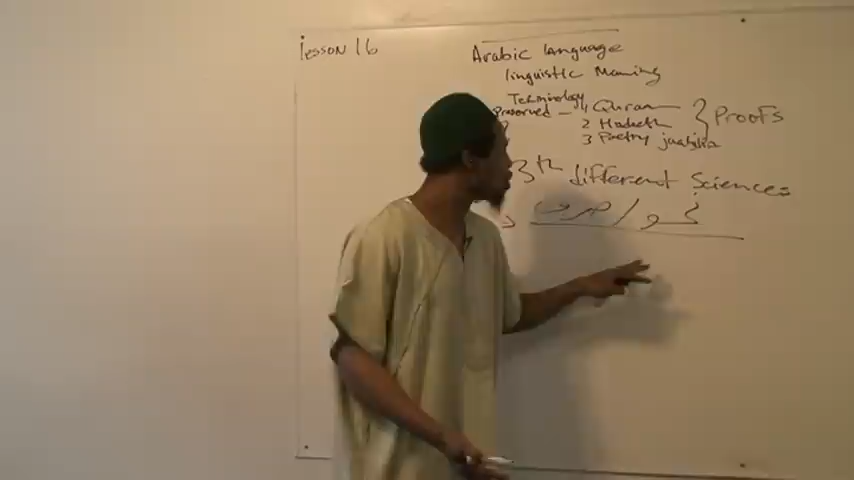 lesson 16
Arabic language
linguistic Meaning
Terminology
Preserved — 1 Quran } Proofs
2 Hadeeth
3 Poetry jaahilia
3th different Sciences
نحو / صرف